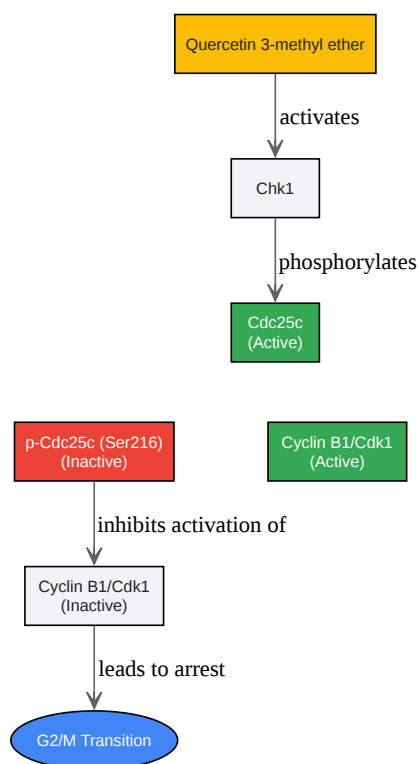 Quercetin 3-methyl ether
activates
Chk1
phosphorylates
Cdc25c
(Active)
p-Cdc25c (Ser216)
(Inactive)
Cyclin B1/Cdk1
(Active)
inhibits activation of
Cyclin B1/Cdk1
(Inactive)
leads to arrest
G2/M Transition